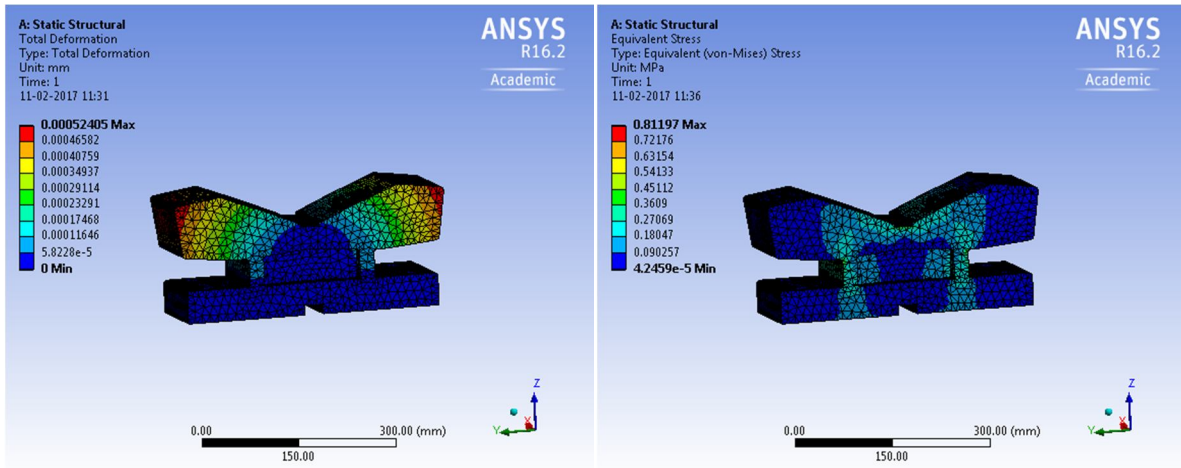 A: Static Structural
Total Deformation
Type: Total Deformation
Unit: mm
Time: 1
11-02-2017 11:31
ANSYS
R16.2
Academic
0.00052405 Max
0.00046582
0.00040759
0.00034937
0.00029114
0.00023291
0.00017468
0.00011646
5.8228e-5
0 Min
0.00
300.00 (mm)
150.00
Z
Y
X
A: Static Structural
Equivalent Stress
Type: Equivalent (von-Mises) Stress
Unit: MPa
Time: 1
11-02-2017 11:36
ANSYS
R16.2
Academic
0.81197 Max
0.72176
0.63154
0.54133
0.45112
0.3609
0.27069
0.18047
0.090257
4.2459e-5 Min
0.00
300.00 (mm)
150.00
Z
Y
X